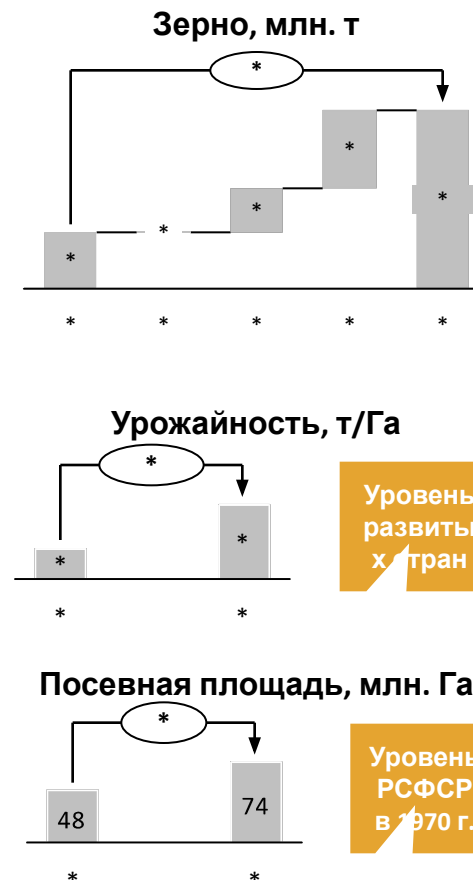 Зерно, млн. т
*
*
*
*
*
*
* * * * *
Урожайность, т/Га
*
*
*
* *
Уровень
развиты
х стран
Посевная площадь, млн. Га
*
48
74
* *
Уровень
РСФСР
в 1970 г.